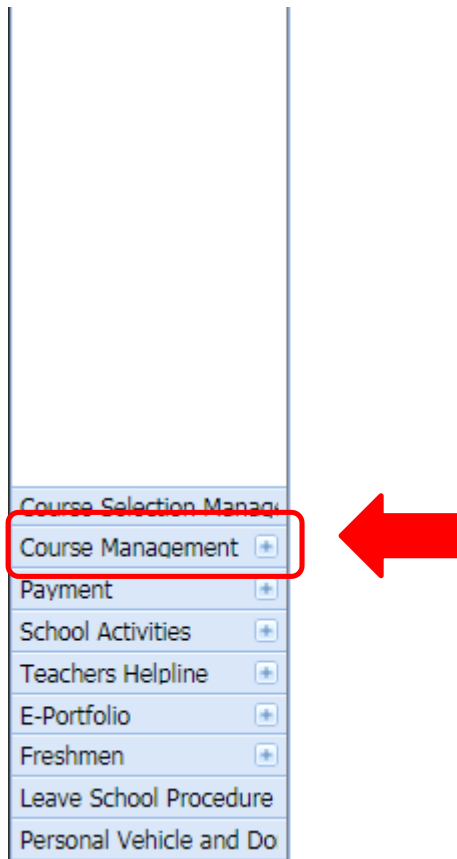 Course Selection Manag
Course Management
Payment
School Activities
Teachers Helpline
E-Portfolio
Freshmen
Leave School Procedure
Personal Vehicle and Do